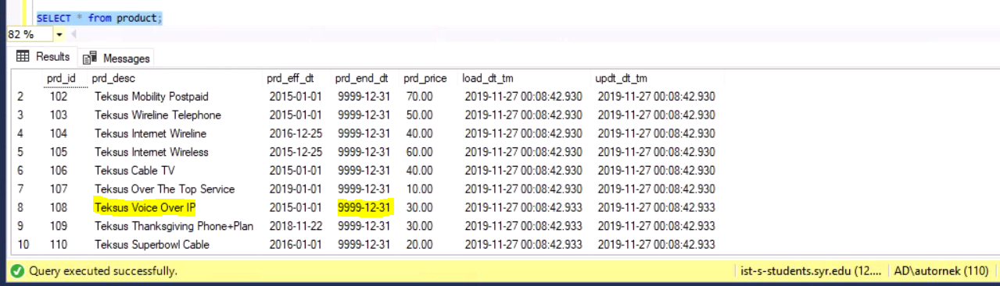 SELECT * from product;
82 %
Results Messages
prd_id prd_desc prd_eff_dt prd_end_dt prd_price load_dt_tm updt_dt_tm
2 102 Teksus Mobility Postpaid 2015-01-01 9999-12-31 70.00 2019-11-27 00:08:42.930 2019-11-27 00:08:42.930
3 103 Teksus Wireline Telephone 2015-01-01 9999-12-31 50.00 2019-11-27 00:08:42.930 2019-11-27 00:08:42.930
4 104 Teksus Internet Wireline 2016-12-25 9999-12-31 40.00 2019-11-27 00:08:42.930 2019-11-27 00:08:42.930
5 105 Teksus Internet Wireless 2015-12-25 9999-12-31 60.00 2019-11-27 00:08:42.930 2019-11-27 00:08:42.930
6 106 Teksus Cable TV 2015-01-01 9999-12-31 40.00 2019-11-27 00:08:42.930 2019-11-27 00:08:42.930
7 107 Teksus Over The Top Service 2019-01-01 9999-12-31 10.00 2019-11-27 00:08:42.930 2019-11-27 00:08:42.930
8 108 Teksus Voice Over IP 2015-01-01 9999-12-31 30.00 2019-11-27 00:08:42.933 2019-11-27 00:08:42.933
9 109 Teksus Thanksgiving Phone+Plan 2018-11-22 9999-12-31 30.00 2019-11-27 00:08:42.933 2019-11-27 00:08:42.933
10 110 Teksus Superbowl Cable 2016-01-01 9999-12-31 20.00 2019-11-27 00:08:42.933 2019-11-27 00:08:42.933
Query executed successfully. ist-s-students.syr.edu (12.... AD\autornek (110)